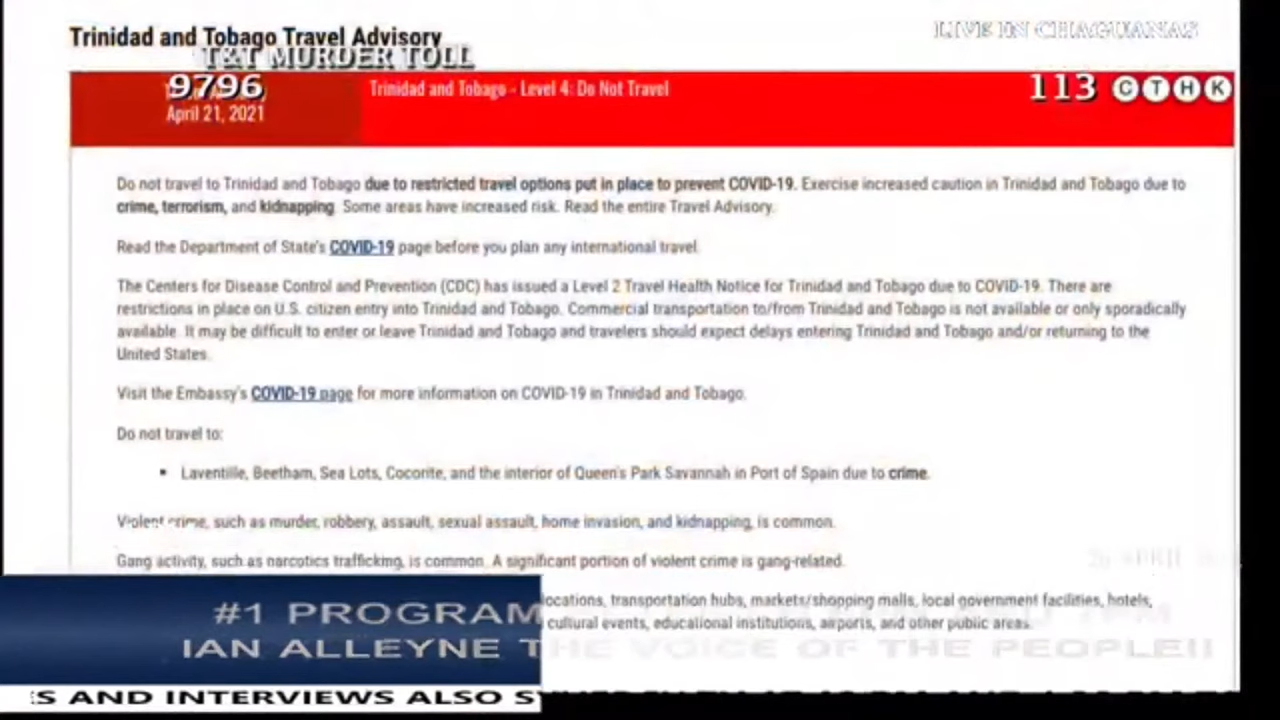 Trinidad and Tobago Travel Advisory
LIVE IN CHAGUANAS
T&T MURDER TOLL
9796
Trinidad and Tobago - Level 4: Do Not Travel
113 C T H K
April 21, 2021
Do not travel to Trinidad and Tobago due to restricted travel options put in place to prevent COVID-19. Exercise increased caution in Trinidad and Tobago due to
crime, terrorism, and kidnapping. Some areas have increased risk. Read the entire Travel Advisory.
Read the Department of State's COVID-19 page before you plan any international travel.
The Centers for Disease Control and Prevention (CDC) has issued a Level 2 Travel Health Notice for Trinidad and Tobago due to COVID-19. There are
restrictions in place on U.S. citizen entry into Trinidad and Tobago. Commercial transportation to/from Trinidad and Tobago is not available or only sporadically
available. It may be difficult to enter or leave Trinidad and Tobago and travelers should expect delays entering Trinidad and Tobago and/or returning to the
United States.
Visit the Embassy's COVID-19 page for more information on COVID-19 in Trinidad and Tobago.
Do not travel to:
• Laventille, Beetham, Sea Lots, Cocorite, and the interior of Queen's Park Savannah in Port of Spain due to crime.
Violent crime, such as murder, robbery, assault, sexual assault, home invasion, and kidnapping, is common.
Gang activity, such as narcotics trafficking, is common. A significant portion of violent crime is gang-related.
26 APRIL
locations, transportation hubs, markets/shopping malls, local government facilities, hotels,
cultural events, educational institutions, airports, and other public areas.
#1 PROGRAM
7PM
IAN ALLEYNE THE VOICE OF THE PEOPLE!!
S AND INTERVIEWS ALSO